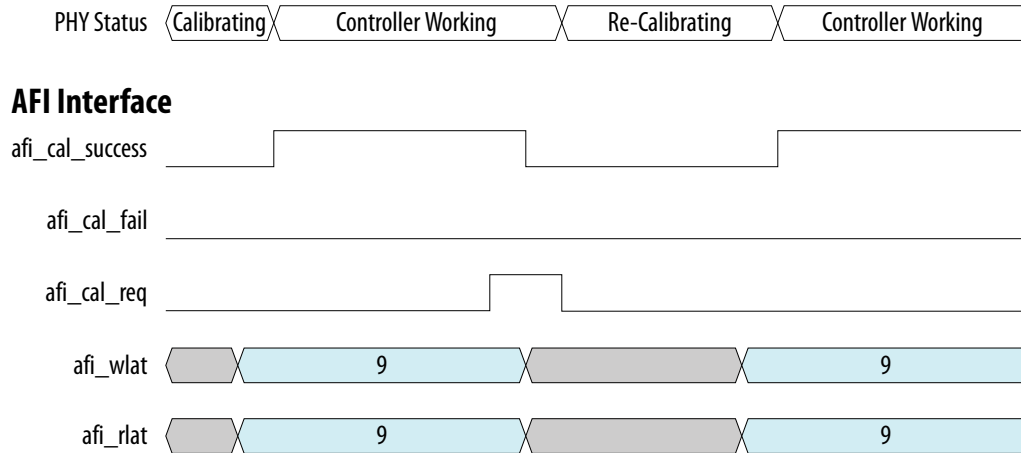 PHY Status Calibrating Controller Working Re-Calibrating Controller Working
AFI Interface
afi_cal_success
afi_cal_fail
afi_cal_req
afi_wlat 9 9
afi_rlat 9 9